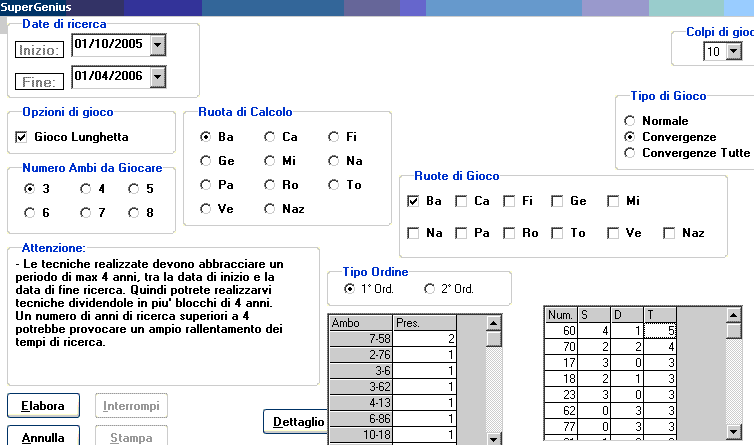 SuperGenius
Date di ricerca
Inizio: 01/10/2005
Fine: 01/04/2006
Colpi di gioc
10
Tipo di Gioco
Normale
Convergenze
Convergenze Tutte
Opzioni di gioco
Gioco Lunghetta
Numero Ambi da Giocare
3 4 5
6 7 8
Ruota di Calcolo
Ba Ca Fi
Ge Mi Na
Pa Ro To
Ve Naz
Ruote di Gioco
Ba Ca Fi Ge Mi
Na Pa Ro To Ve Naz
Attenzione:
- Le tecniche realizzate devono abbracciare un
periodo di max 4 anni, tra la data di inizio e la
data di fine ricerca. Quindi potrete realizzarvi
tecniche dividendole in piu' blocchi di 4 anni.
Un numero di anni di ricerca superiori a 4
potrebbe provocare un ampio rallentamento dei
tempi di ricerca.
Tipo Ordine
1° Ord. 2° Ord.
Ambo Pres.
7-58 2
2-76 1
3-6 1
3-62 1
4-13 1
6-86 1
10-18 1
Num. S D T
60 4 1 5
70 2 2 4
17 3 0 3
18 2 1 3
23 3 0 3
62 0 3 3
77 0 3 3
Elabora Interrompi
Dettaglio
Annulla Stampa